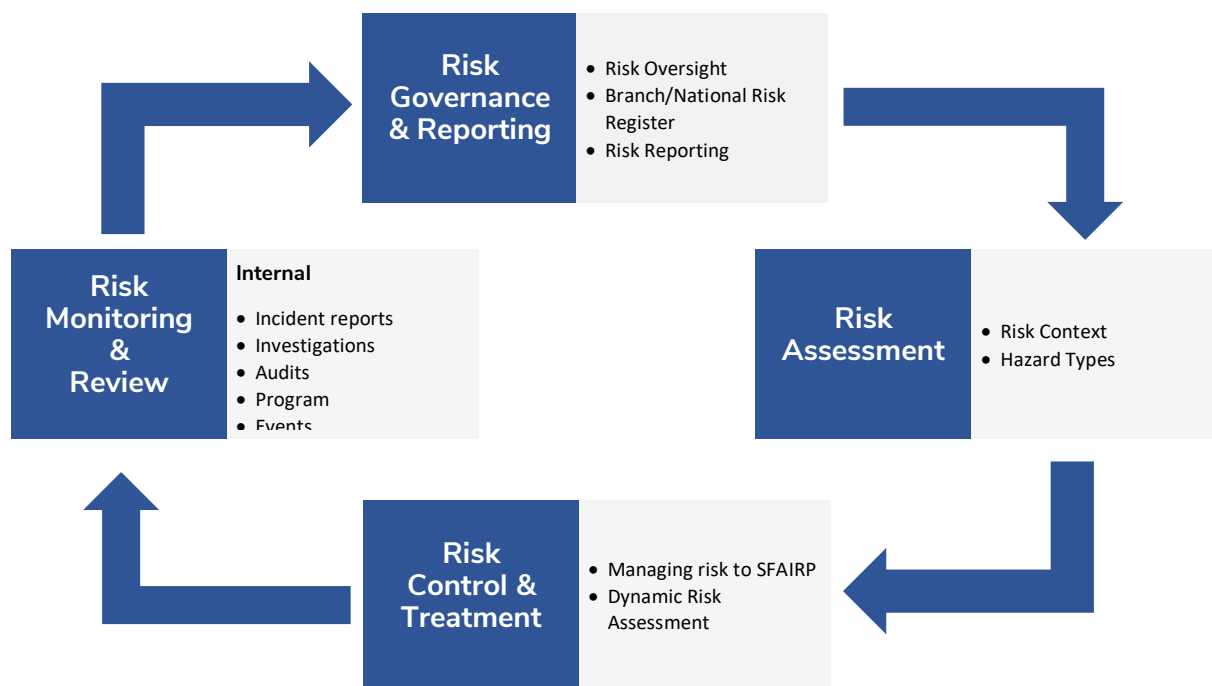 Risk
Governance
& Reporting
• Risk Oversight
• Branch/National Risk
Register
• Risk Reporting
Risk
Monitoring
&
Review
Internal
• Incident reports
• Investigations
• Audits
• Program
• Events
Risk
Assessment
• Risk Context
• Hazard Types
Risk
Control &
Treatment
• Managing risk to SFAIRP
• Dynamic Risk
Assessment